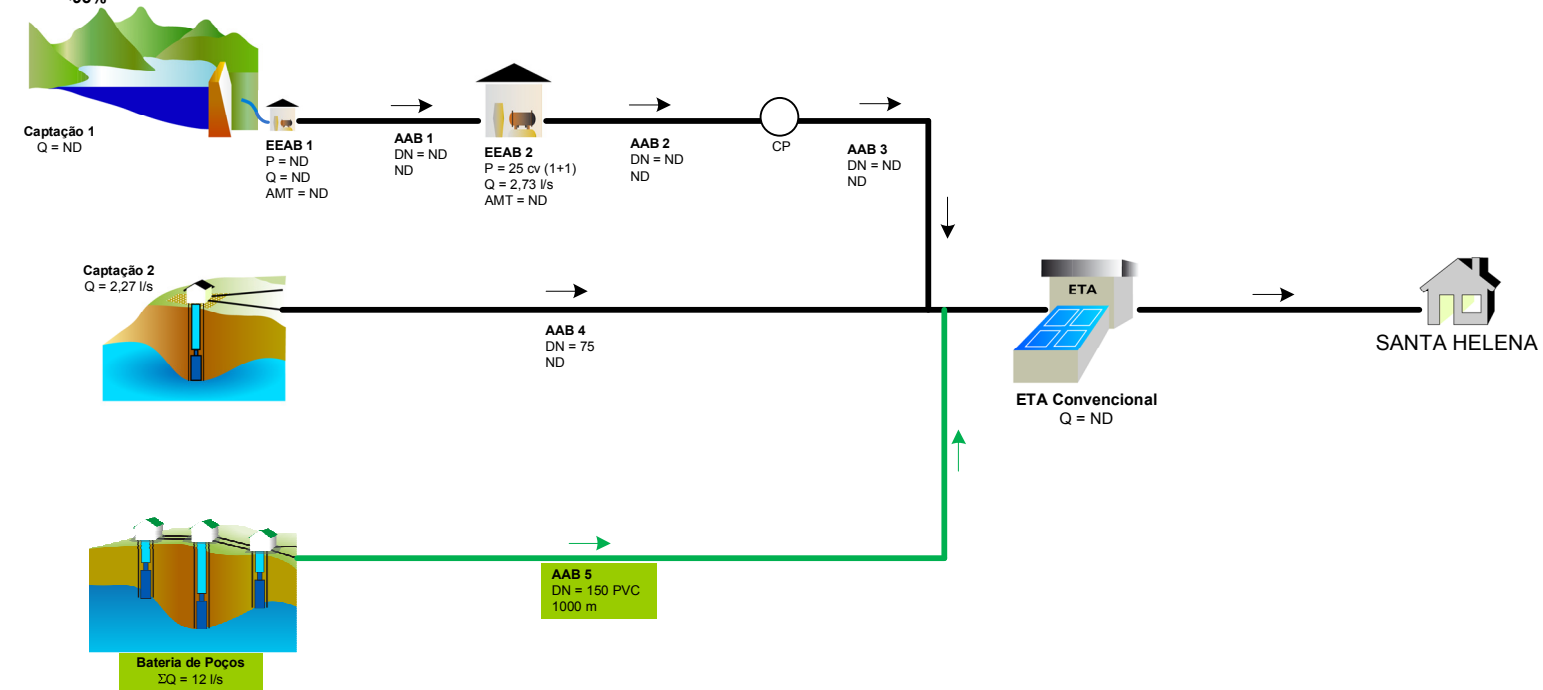 Captação 1
Q = ND
EEAB 1
P = ND
Q = ND
AMT = ND
AAB 1
DN = ND
ND
EEAB 2
P = 25 cv (1+1)
Q = 2,73 l/s
AMT = ND
AAB 2
DN = ND
ND
CP
AAB 3
DN = ND
ND
Captação 2
Q = 2,27 l/s
AAB 4
DN = 75
ND
ETA
ETA Convencional
Q = ND
SANTA HELENA
AAB 5
DN = 150 PVC
1000 m
Bateria de Poços
ΣQ = 12 l/s